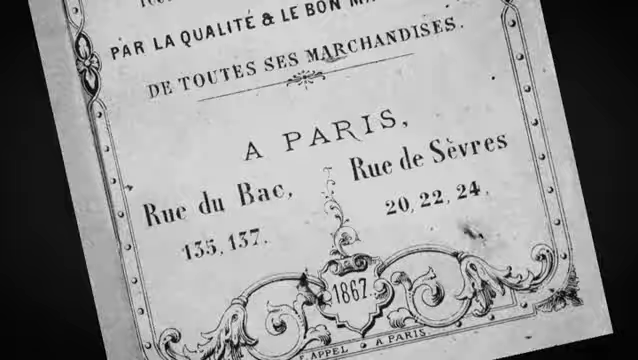 PAR LA QUALITÉ & LE BON
DE TOUTES SES MARCHANDISES.
A PARIS,
Rue du Bac,
135, 137.
Rue de Sèvres
20, 22, 24.
1867
APPEL A PARIS